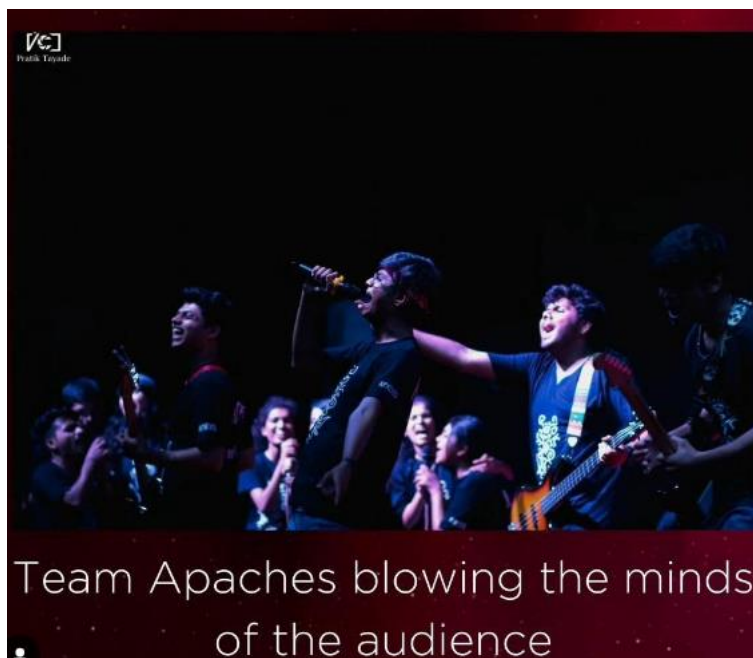 Pratik Tayade
Team Apaches blowing the minds
of the audience